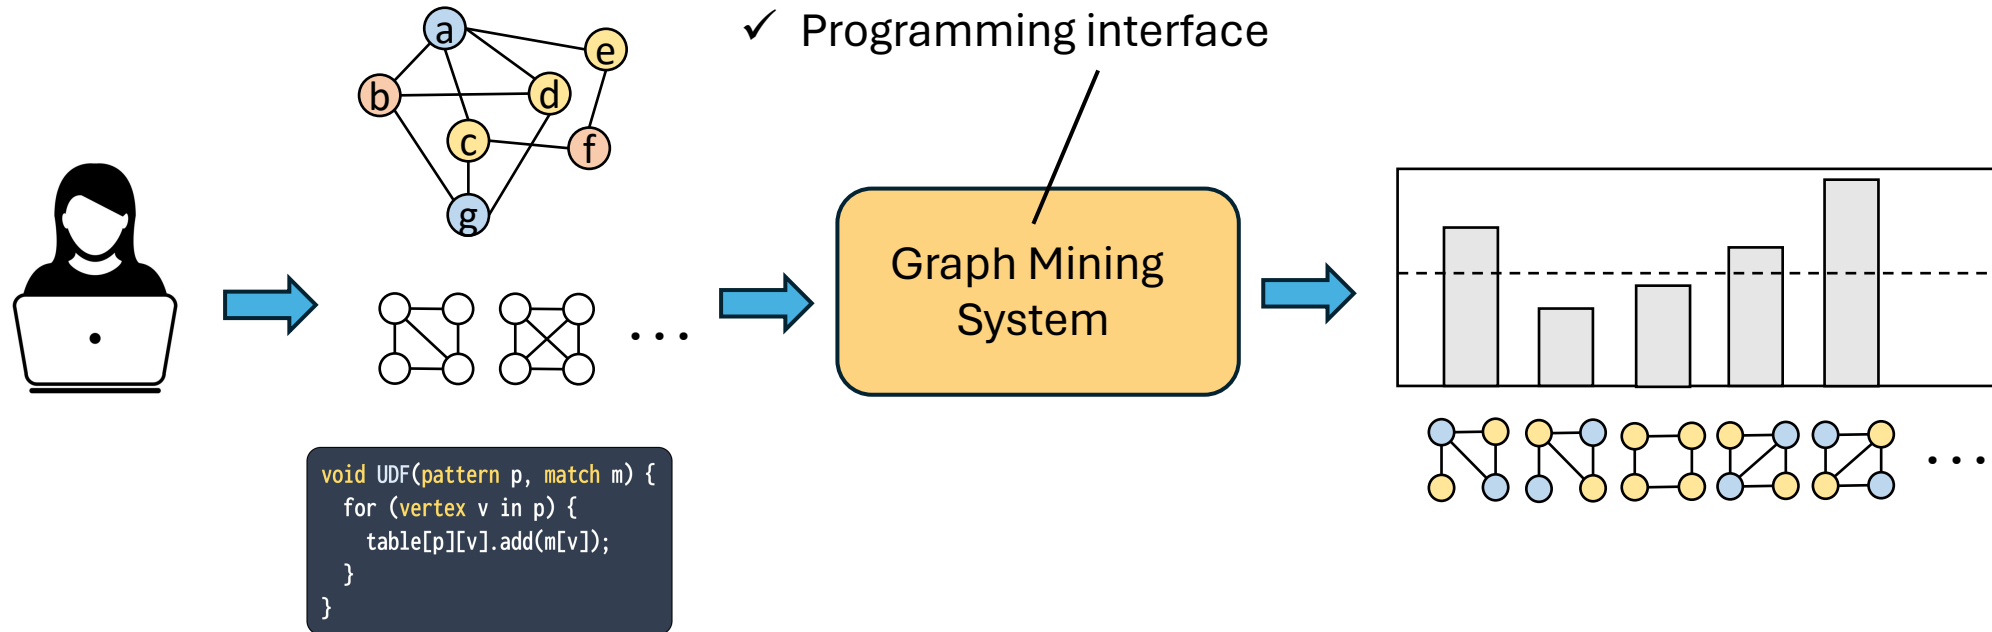 ✓ Programming interface
a
e
b
d
c
f
g
Graph Mining
System
. . .
. . .
void UDF(pattern p, match m) {
  for (vertex v in p) {
    table[p][v].add(m[v]);
  }
}